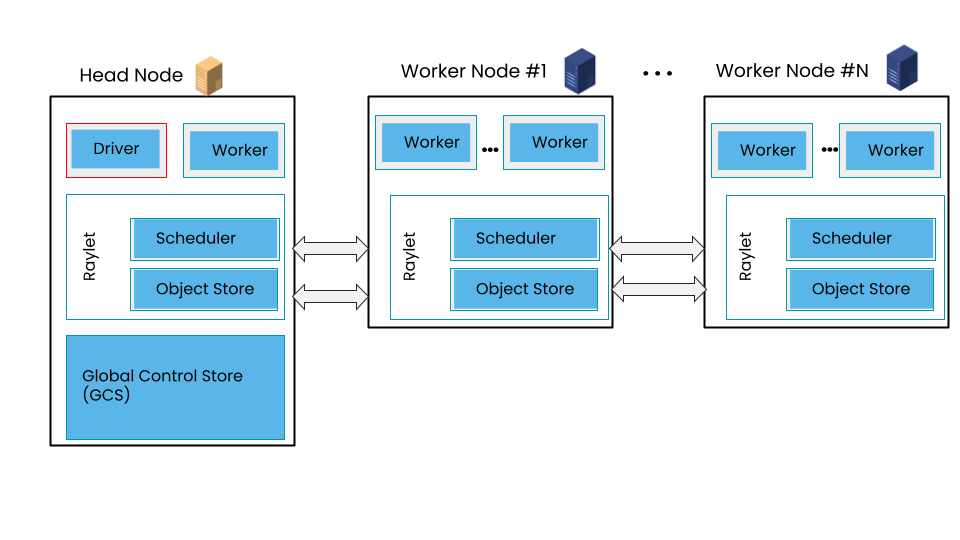 Head Node
Worker Node #1
...
Worker Node #N
Driver
Worker
Raylet
Scheduler
Object Store
Global Control Store
(GCS)
Worker
...
Worker
Raylet
Scheduler
Object Store
Worker
...
Worker
Raylet
Scheduler
Object Store